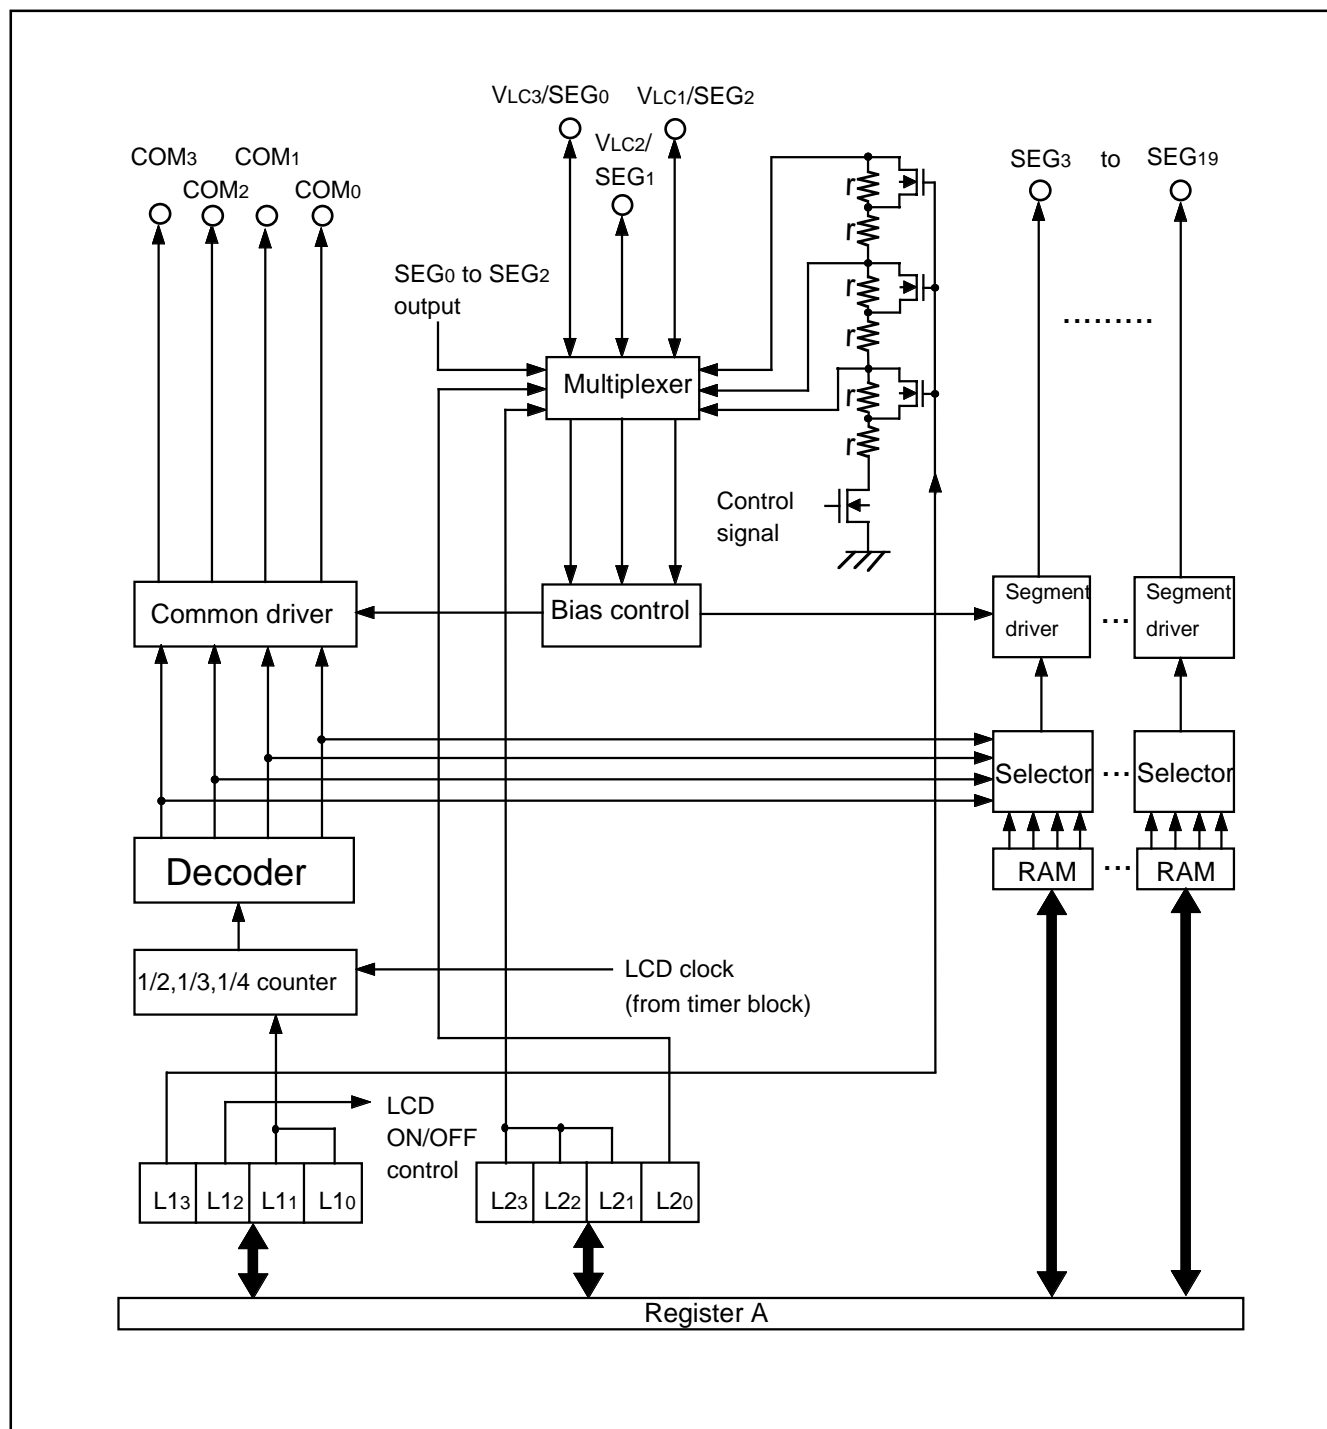 VLC3/SEG0 VLC1/SEG2
VLC2/
SEG1
COM3 COM1
COM2 COM0
SEG3 to SEG19
r
r
r
r
r
r
SEG0 to SEG2
output
.........
Multiplexer
Control
signal
Common driver
Bias control
Segment
driver
...
Segment
driver
Selector ... Selector
RAM ... RAM
Decoder
1/2,1/3,1/4 counter
LCD clock
(from timer block)
LCD
ON/OFF
control
L13 L12 L11 L10
L23 L22 L21 L20
Register A